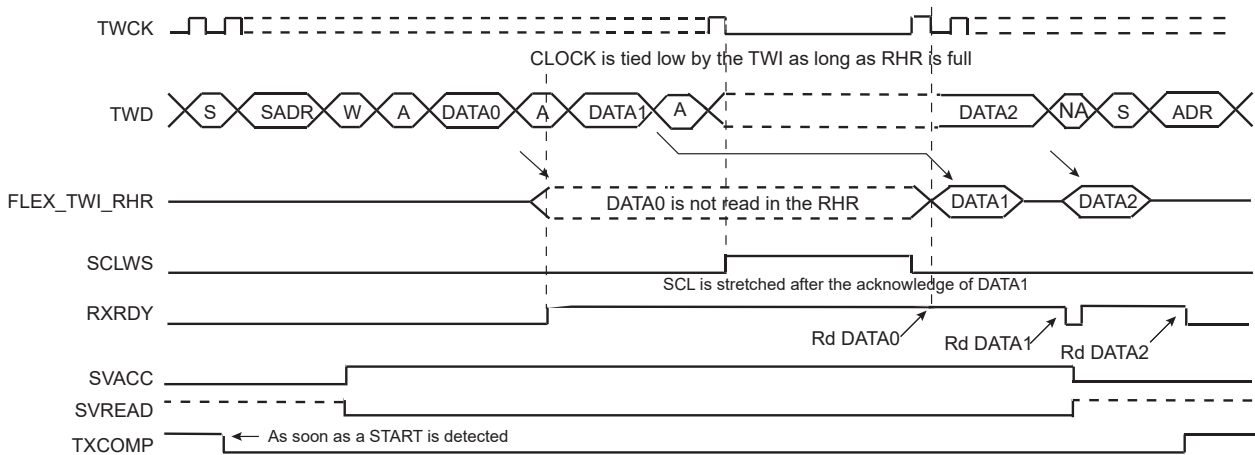 TWCK
CLOCK is tied low by the TWI as long as RHR is full
TWD S SADR W A DATA0 A DATA1 A DATA2 NA S ADR
FLEX_TWI_RHR DATA0 is not read in the RHR DATA1 DATA2
SCLWS
SCL is stretched after the acknowledge of DATA1
RXRDY
Rd DATA0 Rd DATA1 Rd DATA2
SVACC
SVREAD
TXCOMP As soon as a START is detected